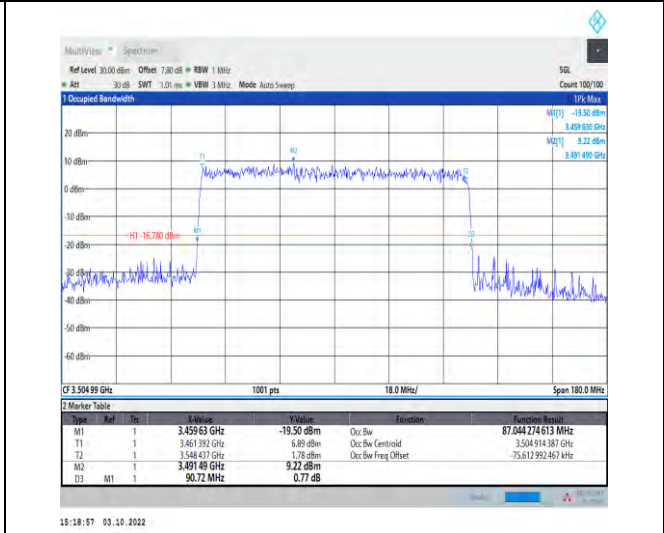 MultiView Spectrum
Ref Level 30.00 dBm Offset 7.80 dB RBW 1 MHz SGL
Att 30 dB SWT 1.01 ms VBW 3 MHz Mode Auto Sweep Count 100/100
1 Occupied Bandwidth 1Pk Max
M1[1] -19.50 dBm
3.459 630 GHz
M2[1] 9.22 dBm
3.491 490 GHz
20 dBm
M2
T1
10 dBm
T2
0 dBm
-10 dBm
H1 -16.780 dBm
M1
D3
-20 dBm
-30 dBm
-40 dBm
-50 dBm
-60 dBm
CF 3.504 99 GHz 1001 pts 18.0 MHz/ Span 180.0 MHz
2 Marker Table
Type Ref Trc X-Value Y-Value Function Function Result
M1 1 3.459 63 GHz -19.50 dBm Occ Bw 87.044 274 613 MHz
T1 1 3.461 392 GHz 6.89 dBm Occ Bw Centroid 3.504 914 387 GHz
T2 1 3.548 437 GHz 1.78 dBm Occ Bw Freq Offset -75.612 992 467 kHz
M2 1 3.491 49 GHz 9.22 dBm
D3 M1 1 90.72 MHz 0.77 dB
Ready
15:18:57 03.10.2022